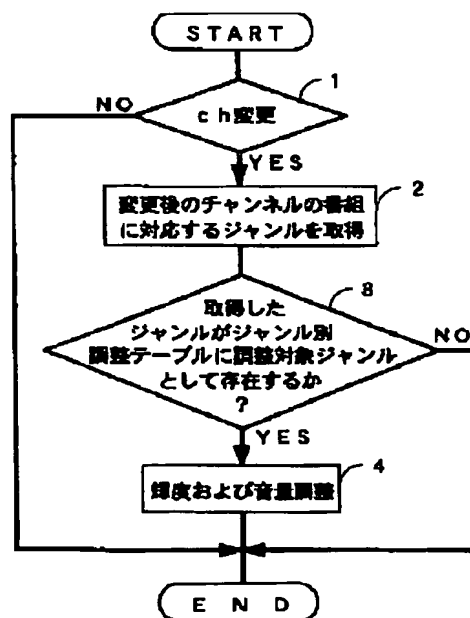 START
1
ch変更
NO
YES
2
変更後のチャンネルの番組
に対応するジャンルを取得
8
取得した
ジャンルがジャンル別
調整テーブルに調整対象ジャンル
として存在するか
?
NO
YES
4
輝度および音量調整
END